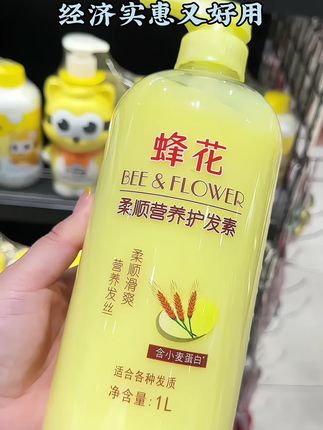 经济实惠又好用
蜂花
BEE & FLOWER
柔顺营养护发素
柔顺滑爽
营养发丝
含小麦蛋白*
适合各种发质
净含量:1L